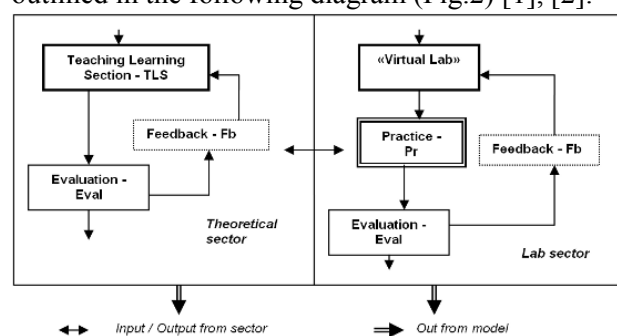 outlined in the following diagram (Fig.2) [1], [2].
Teaching Learning
Section - TLS
Feedback - Fb
Evaluation -
Eval
Theoretical
sector
«Virtual Lab»
Practice -
Pr
Feedback - Fb
Evaluation -
Eval
Lab sector
Input / Output from sector
Out from model